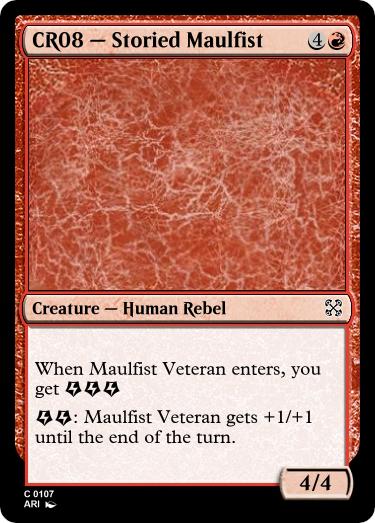 CR08 — Storied Maulfist 4
Creature — Human Rebel
When Maulfist Veteran enters, you
get
: Maulfist Veteran gets +1/+1
until the end of the turn.
4/4
C 0107
ARI